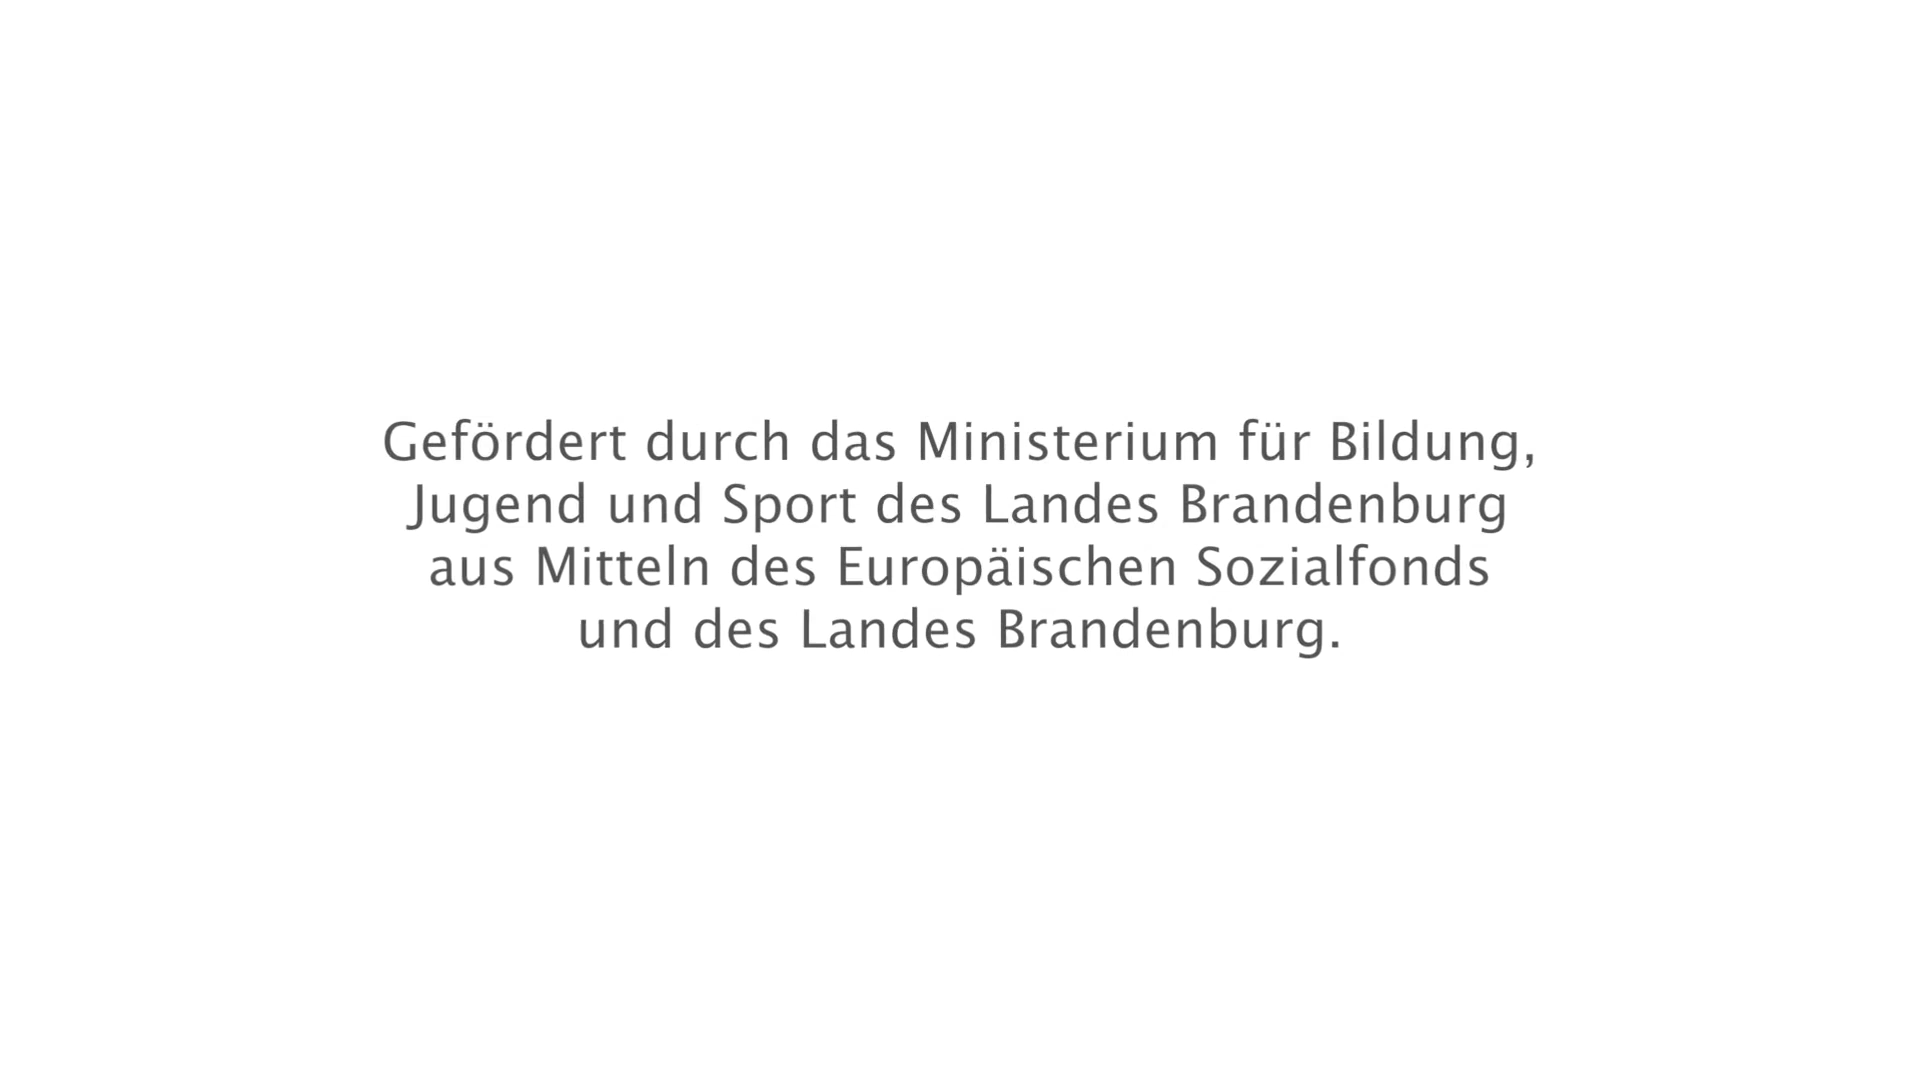 Gefördert durch das Ministerium für Bildung,
Jugend und Sport des Landes Brandenburg
aus Mitteln des Europäischen Sozialfonds
und des Landes Brandenburg.